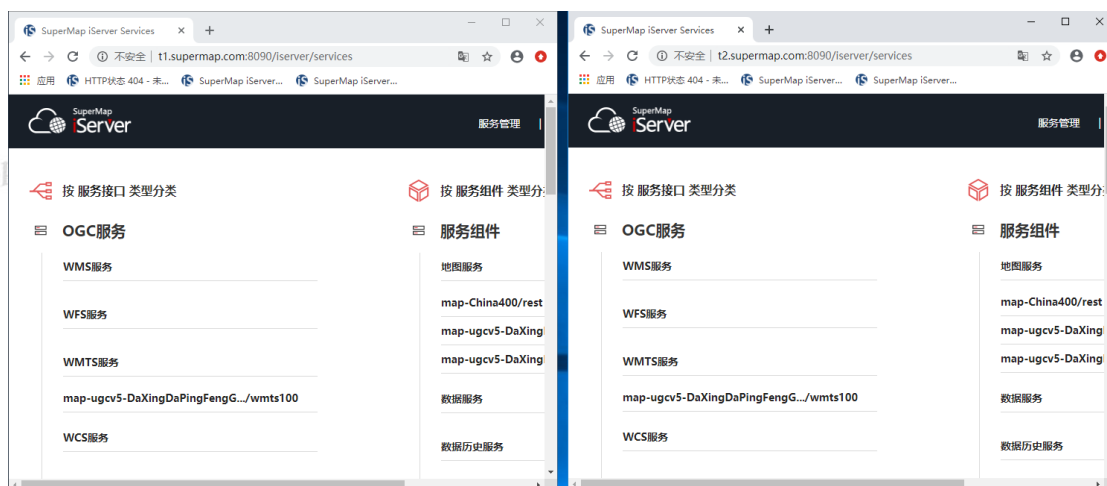 SuperMap iServer Services
不安全 | t1.supermap.com:8090/iserver/services
应用 HTTP状态 404 - 未... SuperMap iServer... SuperMap iServer...
SuperMap
iServer
服务管理 |
按 服务接口 类型分类
按 服务组件 类型分
OGC服务
服务组件
WMS服务
地图服务
map-China400/rest
WFS服务
map-ugcv5-DaXing
WMTS服务
map-ugcv5-DaXing
map-ugcv5-DaXingDaPingFengG.../wmts100
数据服务
WCS服务
数据历史服务
SuperMap iServer Services
不安全 | t2.supermap.com:8090/iserver/services
应用 HTTP状态 404 - 未... SuperMap iServer... SuperMap iServer...
SuperMap
iServer
服务管理 |
按 服务接口 类型分类
按 服务组件 类型分
OGC服务
服务组件
WMS服务
地图服务
map-China400/rest
WFS服务
map-ugcv5-DaXing
WMTS服务
map-ugcv5-DaXing
map-ugcv5-DaXingDaPingFengG.../wmts100
数据服务
WCS服务
数据历史服务